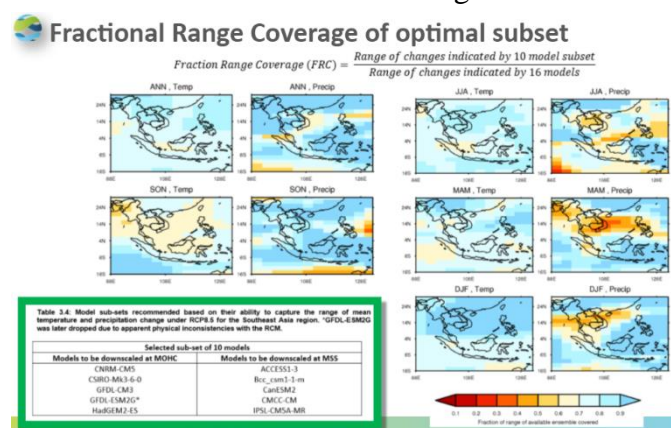 Fractional Range Coverage of optimal subset
Fraction Range Coverage (FRC) = Range of changes indicated by 10 model subset
Range of changes indicated by 16 models
ANN , Temp
ANN , Precip
JJA , Temp
JJA , Precip
SON , Temp
SON , Precip
MAM , Temp
MAM , Precip
DJF , Temp
DJF , Precip
Table 3.4: Model sub-sets recommended based on their ability to capture the range of mean
temperature and precipitation change under RCP8.5 for the Southeast Asia region. *GFDL-ESM2G
was later dropped due to apparent physical inconsistencies with the RCM.
Selected sub-set of 10 models
Models to be downscaled at MOHC Models to be downscaled at MSS
CNRM-CM5 ACCESS1-3
CSIRO-Mk3-6-0 Bcc_csm1-1-m
GFDL-CM3 CanESM2
GFDL-ESM2G* CMCC-CM
HadGEM2-ES IPSL-CM5A-MR
0.1 0.2 0.3 0.4 0.5 0.6 0.7 0.8 0.9
Fraction of range of available ensemble covered